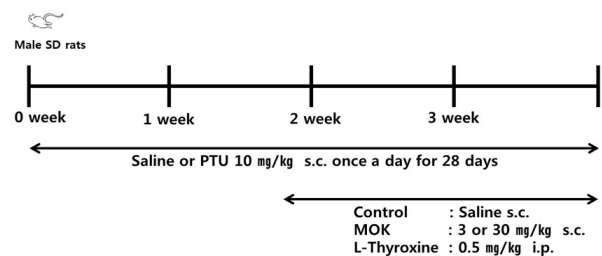 Male SD rats
0 week 1 week 2 week 3 week
Saline or PTU 10 ㎎/㎏ s.c. once a day for 28 days
Control : Saline s.c.
MOK : 3 or 30 ㎎/㎏ s.c.
L-Thyroxine : 0.5 ㎎/㎏ i.p.